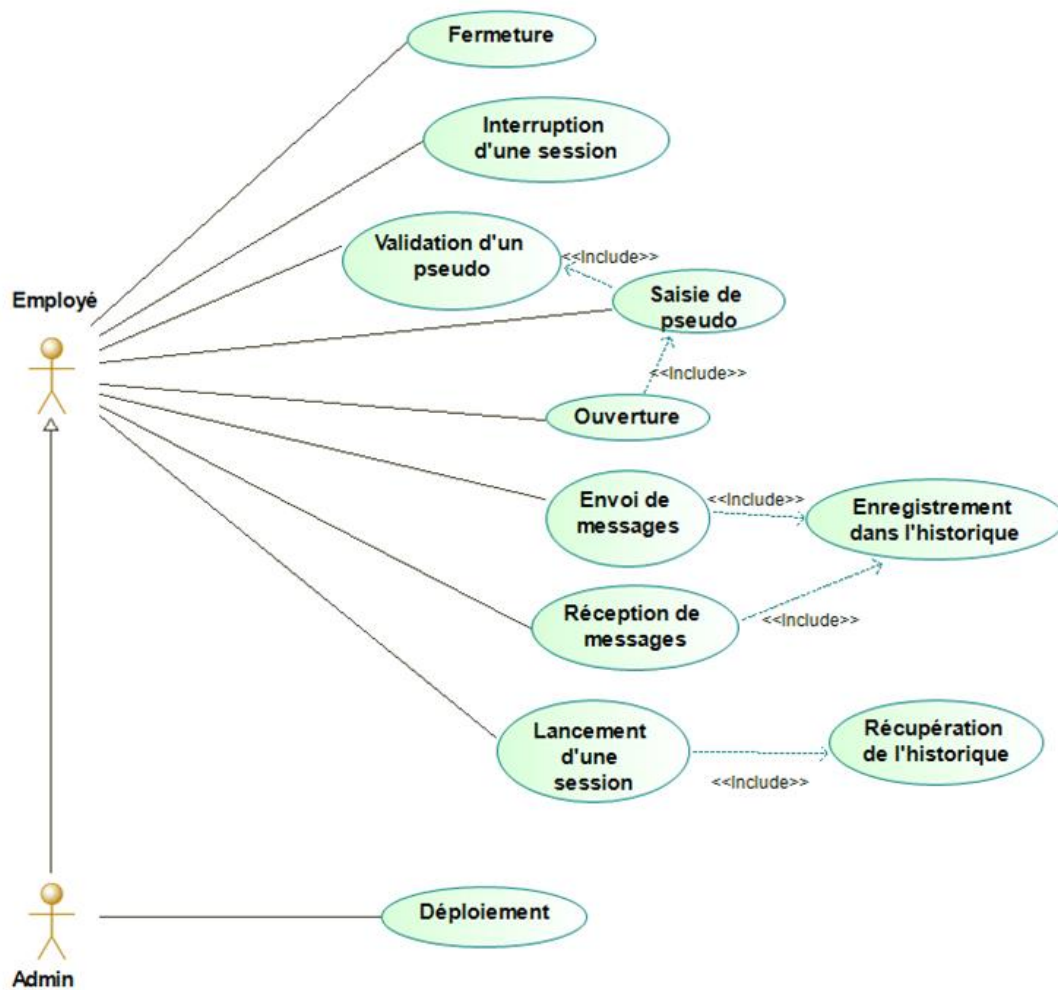 Fermeture
Interruption
d'une session
Validation d'un
pseudo
<<Include>>
Employé
Saisie de
pseudo
<<Include>>
Ouverture
Envoi de
messages
<<Include>>
Enregistrement
dans l'historique
Réception de
messages
<<Include>>
Lancement
d'une
session
Récupération
de l'historique
<<Include>>
Déploiement
Admin